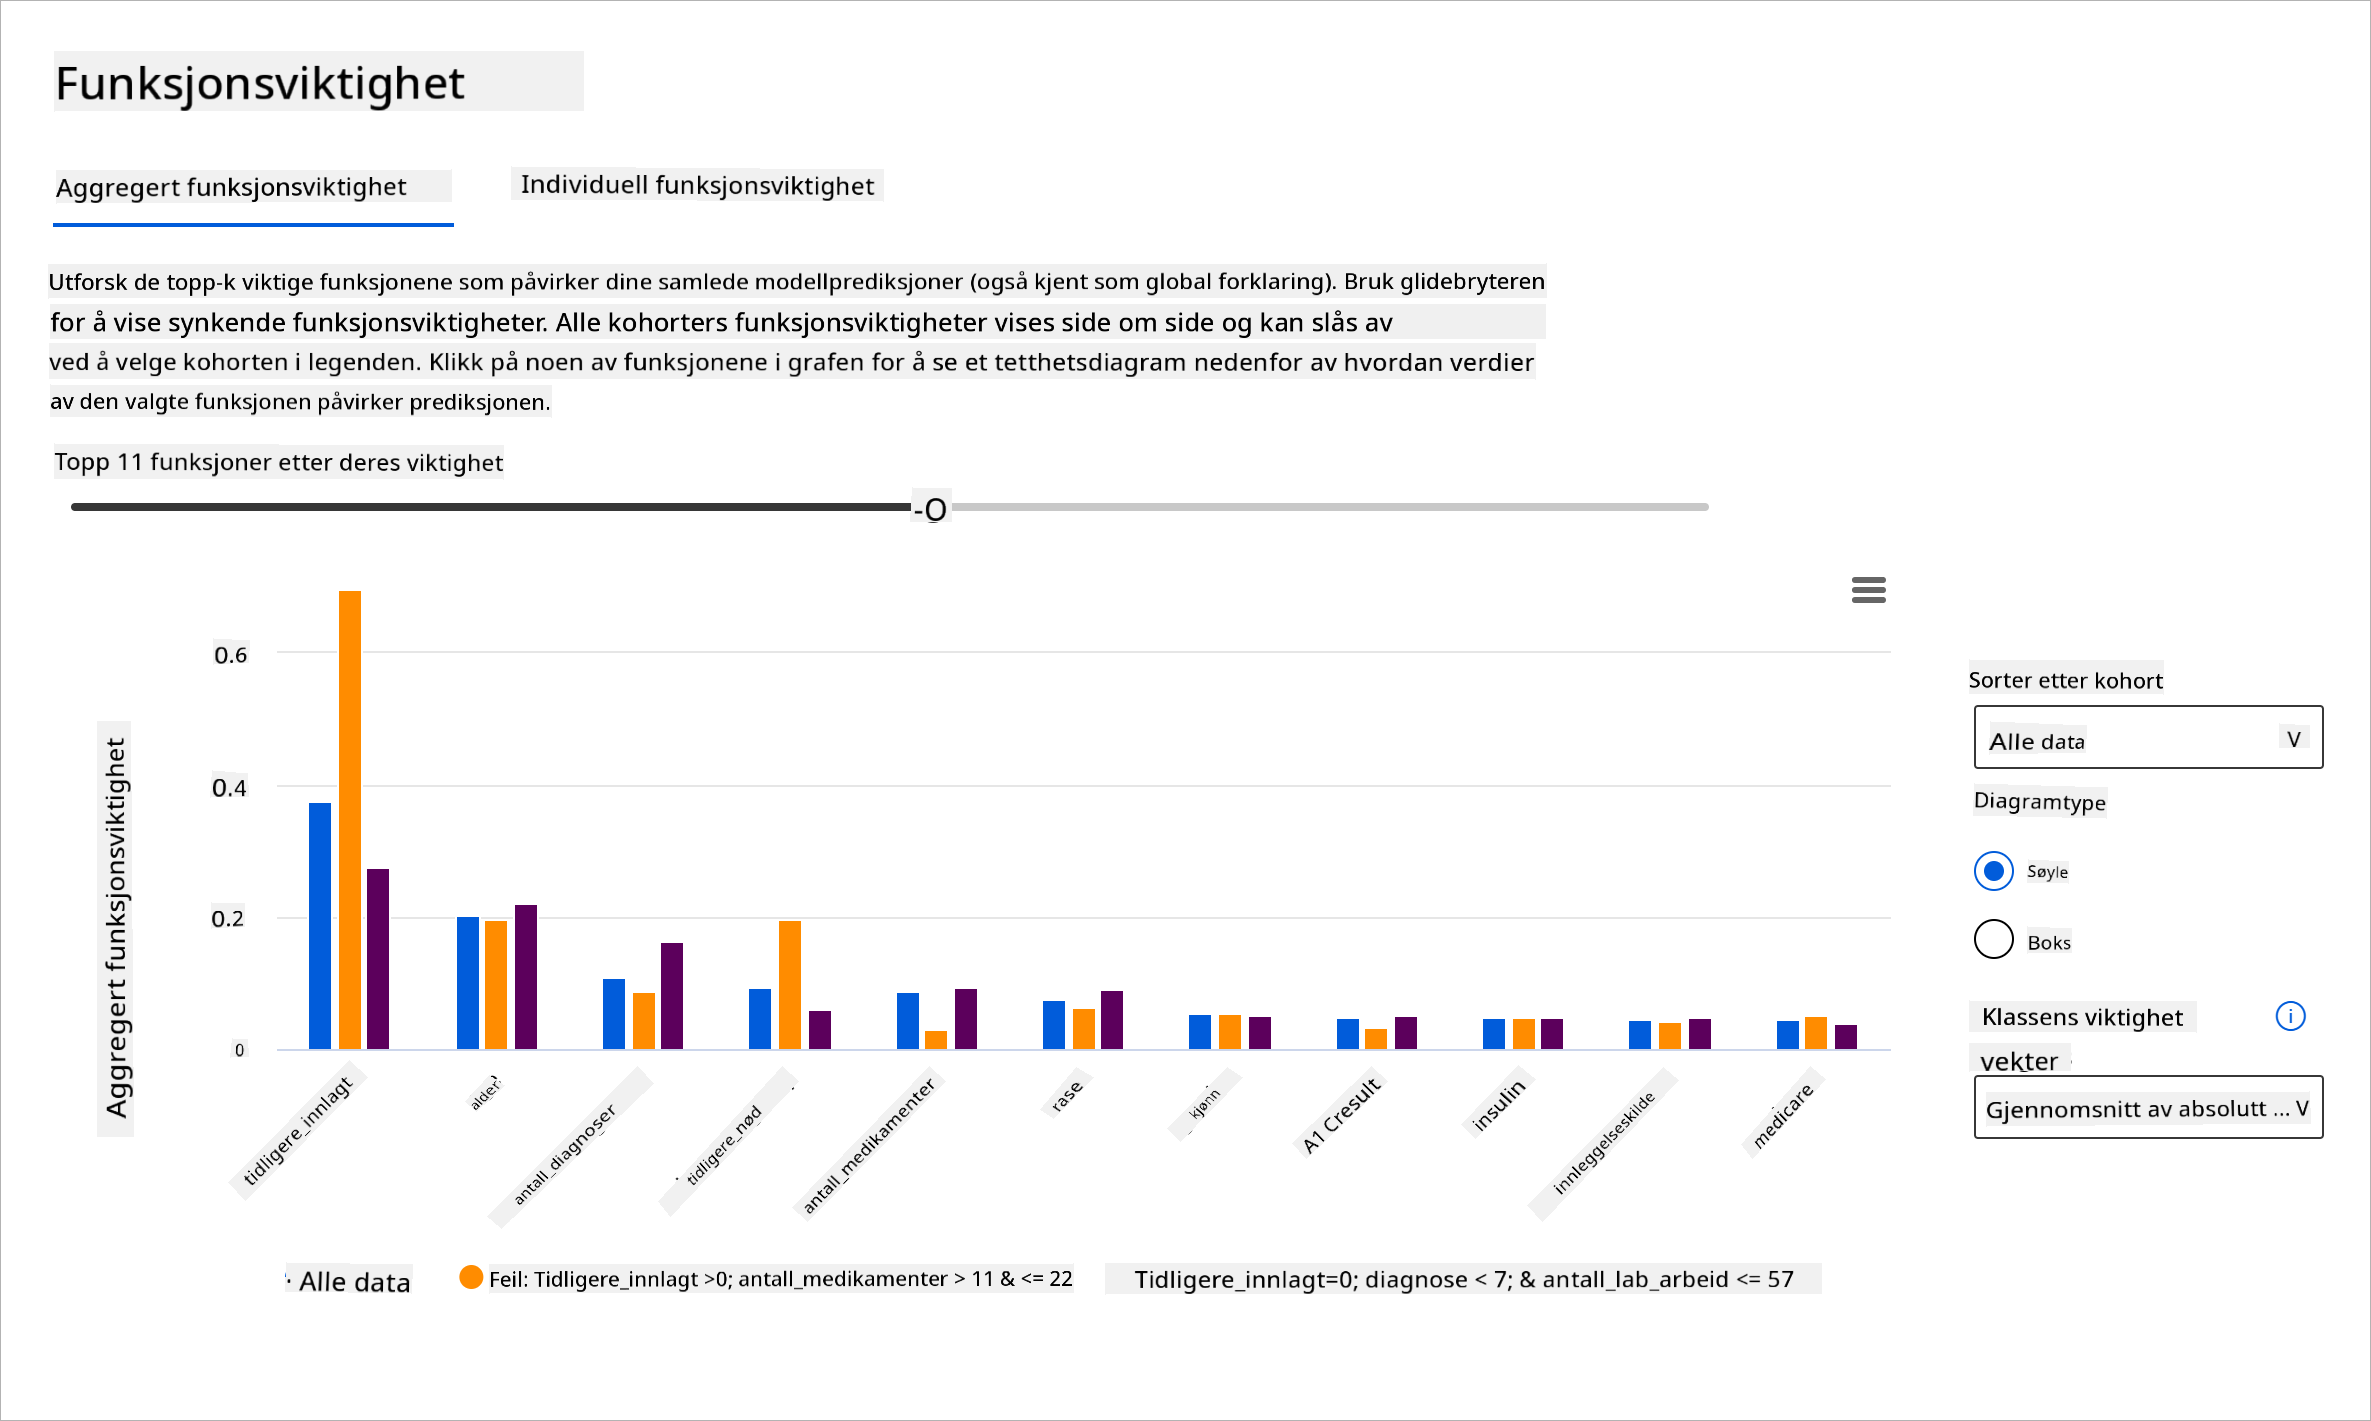 Funksjonsviktighet
Aggregert funksjonsviktighet
Individuell funksjonsviktighet
Utforsk de topp-k viktige funksjonene som påvirker dine samlede modellprediksjoner (også kjent som global forklaring). Bruk glidebryteren
for å vise synkende funksjonsviktigheter. Alle kohorters funksjonsviktigheter vises side om side og kan slås av
ved å velge kohorten i legenden. Klikk på noen av funksjonene i grafen for å se et tetthetsdiagram nedenfor av hvordan verdier
av den valgte funksjonen påvirker prediksjonen.
Topp 11 funksjoner etter deres viktighet
-O
Aggregert funksjonsviktighet
0.6
0.4
0.2
0
tidligere_innlagt
alder
antall_diagnoser
tidligere_nød
antall_medikamenter
rase
kjønn
A1 Cresult
insulin
innleggelseskilde
medicare
Alle data
Feil: Tidligere_innlagt >0; antall_medikamenter > 11 & <= 22
Tidligere_innlagt=0; diagnose < 7; & antall_lab_arbeid <= 57
Sorter etter kohort
Alle data V
Diagramtype
Søyle
Boks
Klassens viktighet i
vekter
Gjennomsnitt av absolutt ... V